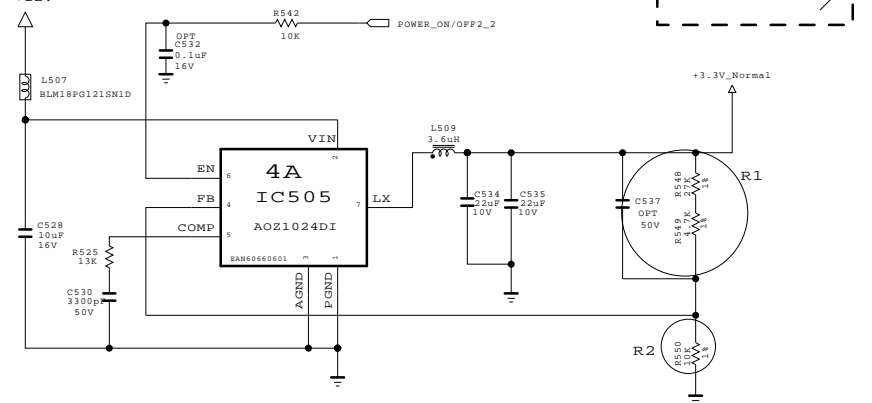 R542
10K
POWER_ON/OFF2_2
OPT
C532
0.1uF
16V
L507
BLM18PG121SN1D
+3.3V_Normal
VIN
2
L509
3.6uH
EN
6
4A
IC505
AOZ1024DI
EAN60660601
FB
4
COMP
5
LX
7
3
1
AGND
PGND
C528
10uF
16V
R525
13K
C530
3300pF
50V
C534
22uF
10V
C535
22uF
10V
C537
OPT
50V
R548
27K
1%
R549
4.7K
1%
R1
R2
R550
10K
1%